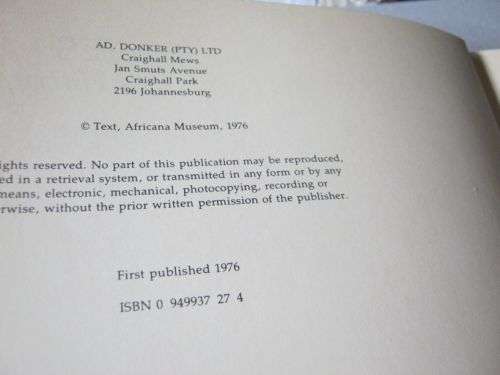 AD. DONKER (PTY) LTD
Craighall Mews
Jan Smuts Avenue
Craighall Park
2196 Johannesburg
© Text, Africana Museum, 1976
ights reserved. No part of this publication may be reproduced,
ed in a retrieval system, or transmitted in any form or by any
means, electronic, mechanical, photocopying, recording or
rwise, without the prior written permission of the publisher.
First published 1976
ISBN 0 949937 27 4